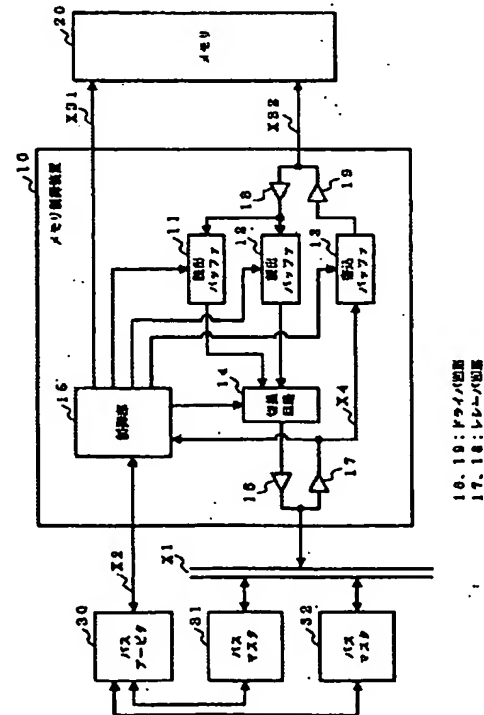 20
メモリ
X31
X32
10
メモリ制御装置
18
19
11
読出
バッファ
12
読出
バッファ
13
書込
バッファ
14
切換
回路
15
制御部
X4
16
17
X2
X1
30
バス
アービタ
31
バス
マスタ
32
バス
マスタ
16,19:ドライバ回路
17,18:レシーバ回路